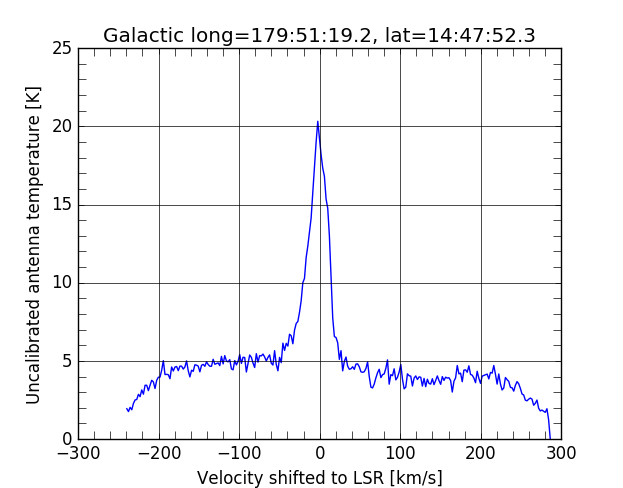 Galactic long=179:51:19.2, lat=14:47:52.3
Uncalibrated antenna temperature [K]
25
20
15
10
5
0
−300 −200 −100 0 100 200 300
Velocity shifted to LSR [km/s]